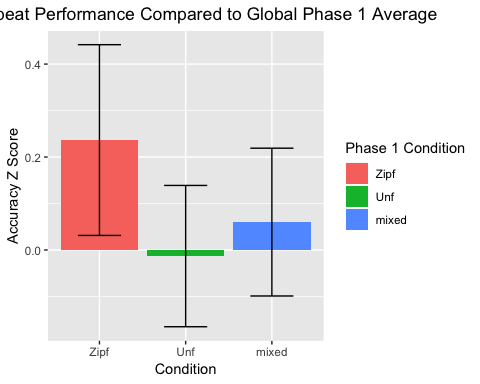 peat Performance Compared to Global Phase 1 Average
Accuracy Z Score
0.4
0.2
0.0
Zipf
Unf
mixed
Condition
Phase 1 Condition
Zipf
Unf
mixed